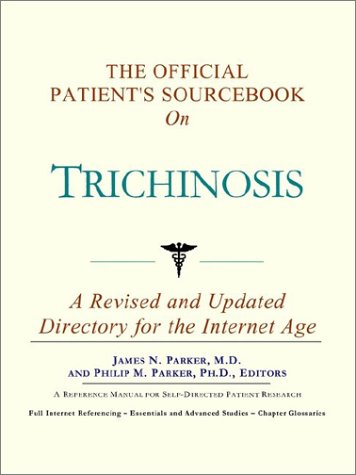 THE OFFICIAL
PATIENT'S SOURCEBOOK
On
TRICHINOSIS
A Revised and Updated
Directory for the Internet Age
JAMES N. PARKER, M.D.
AND PHILIP M. PARKER, PH.D., EDITORS
A REFERENCE MANUAL FOR SELF-DIRECTED PATIENT RESEARCH
Full Internet Referencing ~ Essentials and Advanced Studies ~ Chapter Glossaries